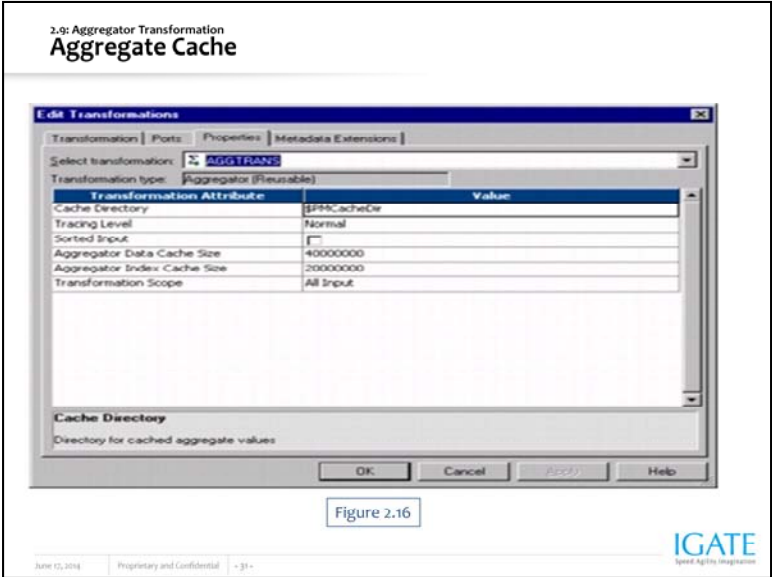 2.9: Aggregator Transformation
Aggregate Cache
Edit Transformations
Transformation Ports Properties Metadata Extensions
Select transformation: AGGTRANS
Transformation type: Aggregator (Reusable)
Transformation Attribute Value
Cache Directory $PMCacheDir
Tracing Level Normal
Sorted Input
Aggregator Data Cache Size 40000000
Aggregator Index Cache Size 20000000
Transformation Scope All Input
Cache Directory
Directory for cached aggregate values
OK Cancel Apply Help
Figure 2.16
IGATE
Speed.Agility.Imagination
June 17, 2014 Proprietary and Confidential - 31 -